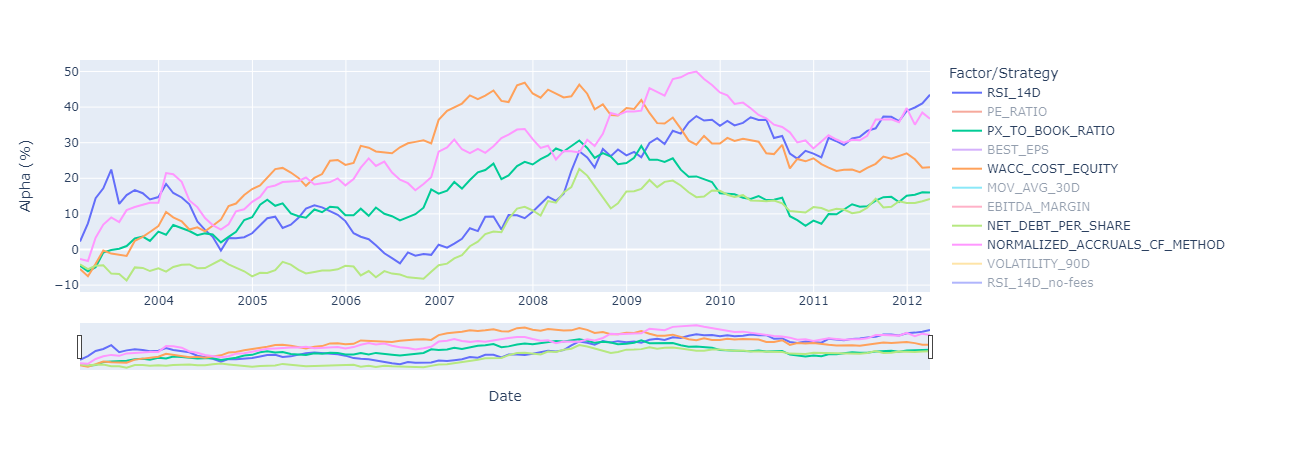 Factor/Strategy
RSI_14D
PE_RATIO
PX_TO_BOOK_RATIO
BEST_EPS
WACC_COST_EQUITY
MOV_AVG_30D
EBITDA_MARGIN
NET_DEBT_PER_SHARE
NORMALIZED_ACCRUALS_CF_METHOD
VOLATILITY_90D
RSI_14D_no-fees
Alpha (%)
50
40
30
20
10
0
−10
2004 2005 2006 2007 2008 2009 2010 2011 2012
Date